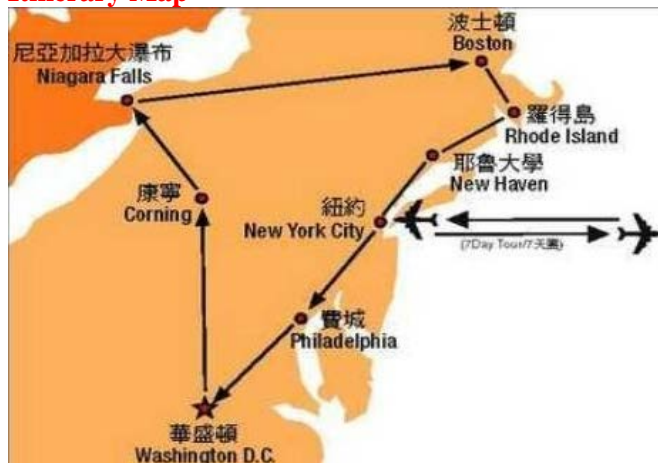 Itinerary Map
波士頓
Boston
尼亞加拉大瀑布
Niagara Falls
羅得島
Rhode Island
耶魯大學
New Haven
康寧
Corning
紐約
New York City
(7Day Tour/7天團)
費城
Philadelphia
華盛頓
Washington D.C.